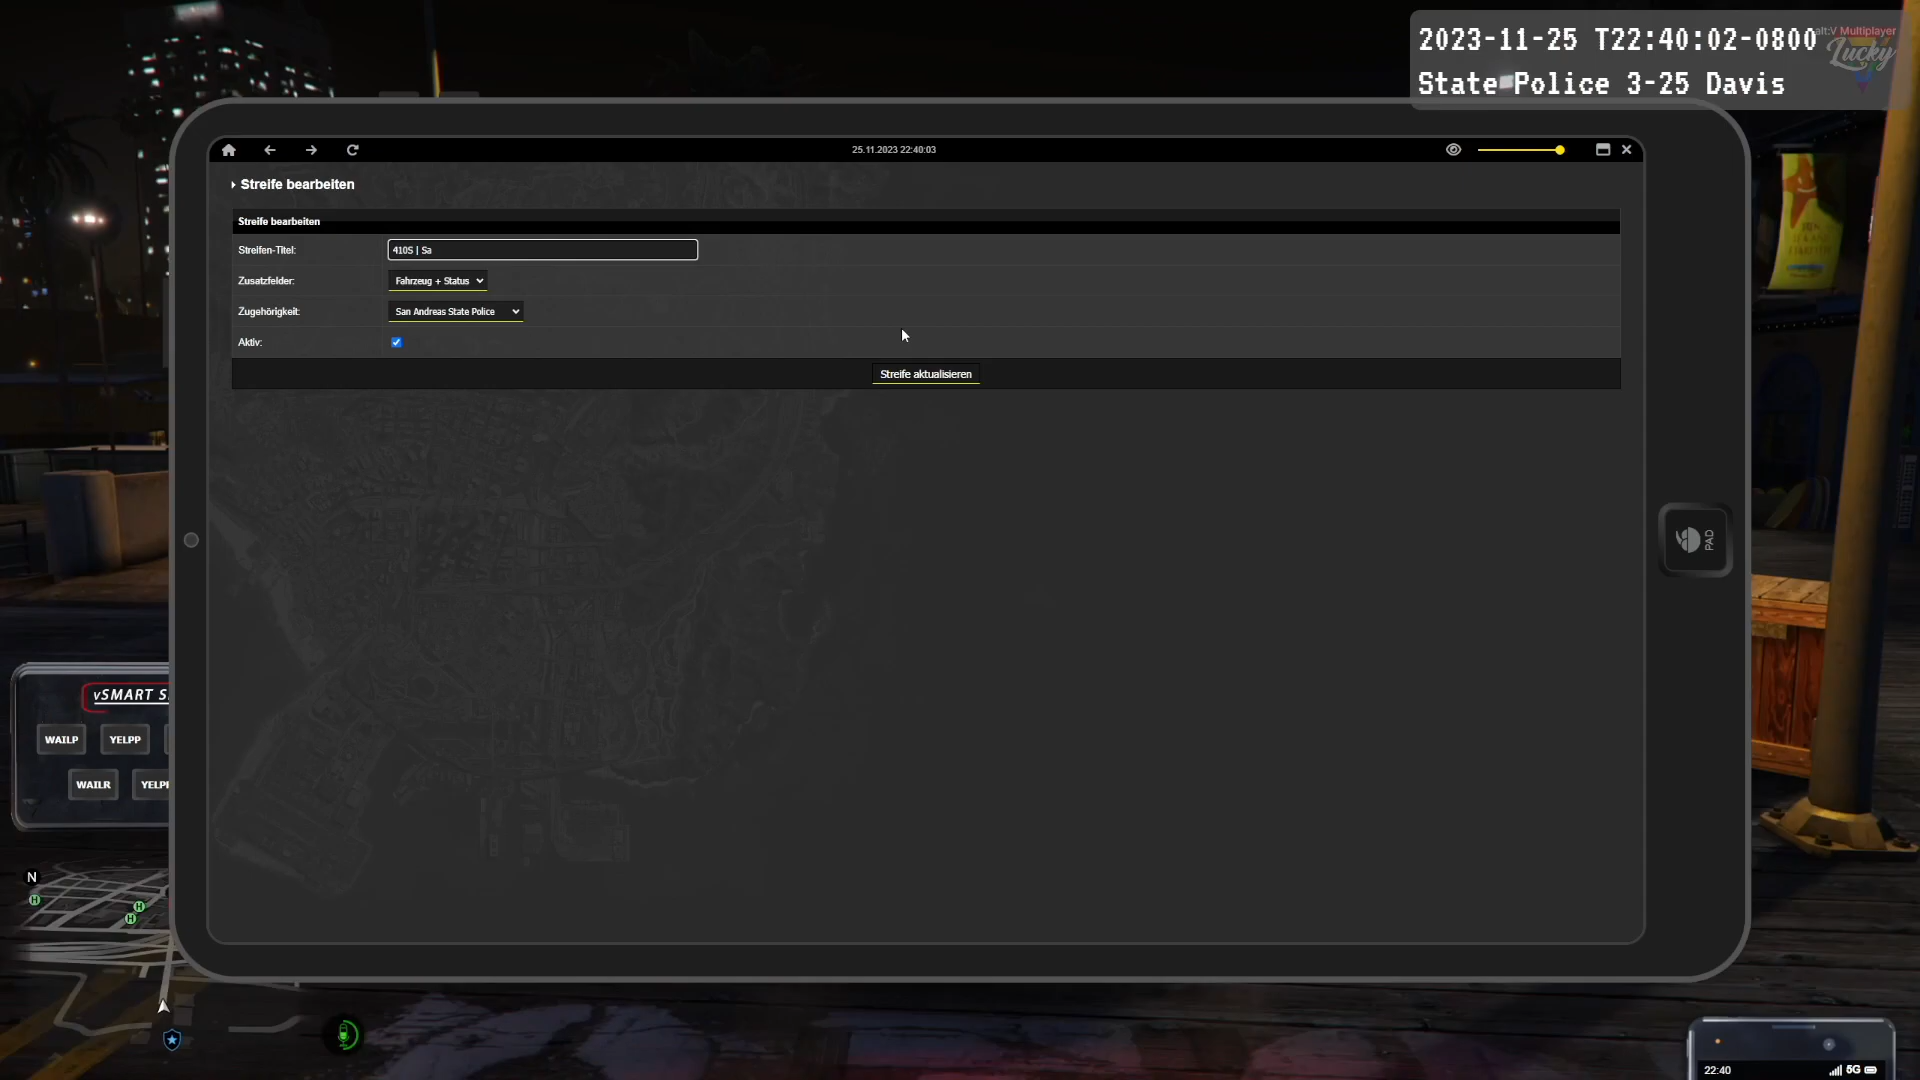 2023-11-25 T22:40:02-0800
alt:V Multiplayer
Lucky
State Police 3-25 Davis
25.11.2023 22:40:03
Streife bearbeiten
Streife bearbeiten
Streifen-Titel:
410S | Sa
Zusatzfelder:
Fahrzeug + Status
Zugehörigkeit:
San Andreas State Police
Aktiv:
Streife aktualisieren
PAD
vSMART S
WAILP
YELPP
WAILR
YELP
N
H
H
H
22:40
5G